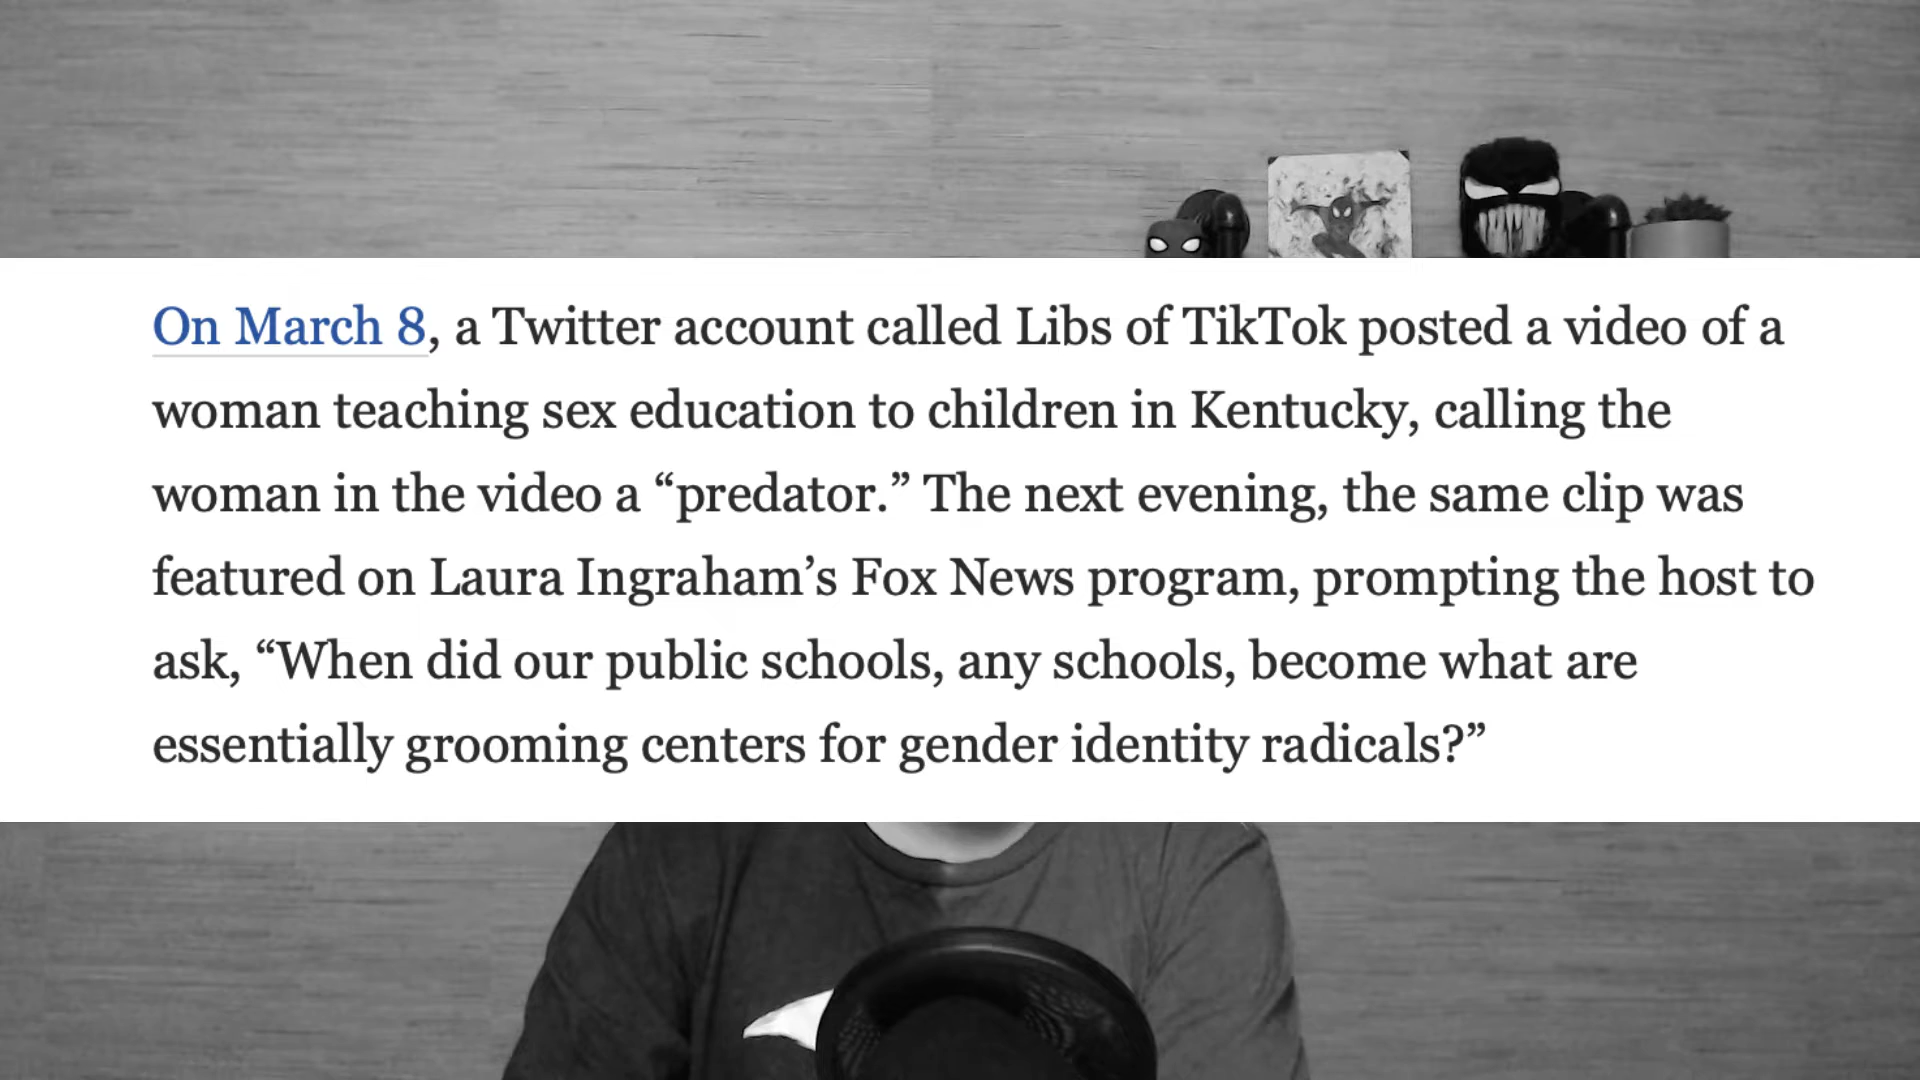 On March 8, a Twitter account called Libs of TikTok posted a video of a
woman teaching sex education to children in Kentucky, calling the
woman in the video a “predator.” The next evening, the same clip was
featured on Laura Ingraham’s Fox News program, prompting the host to
ask, “When did our public schools, any schools, become what are
essentially grooming centers for gender identity radicals?”